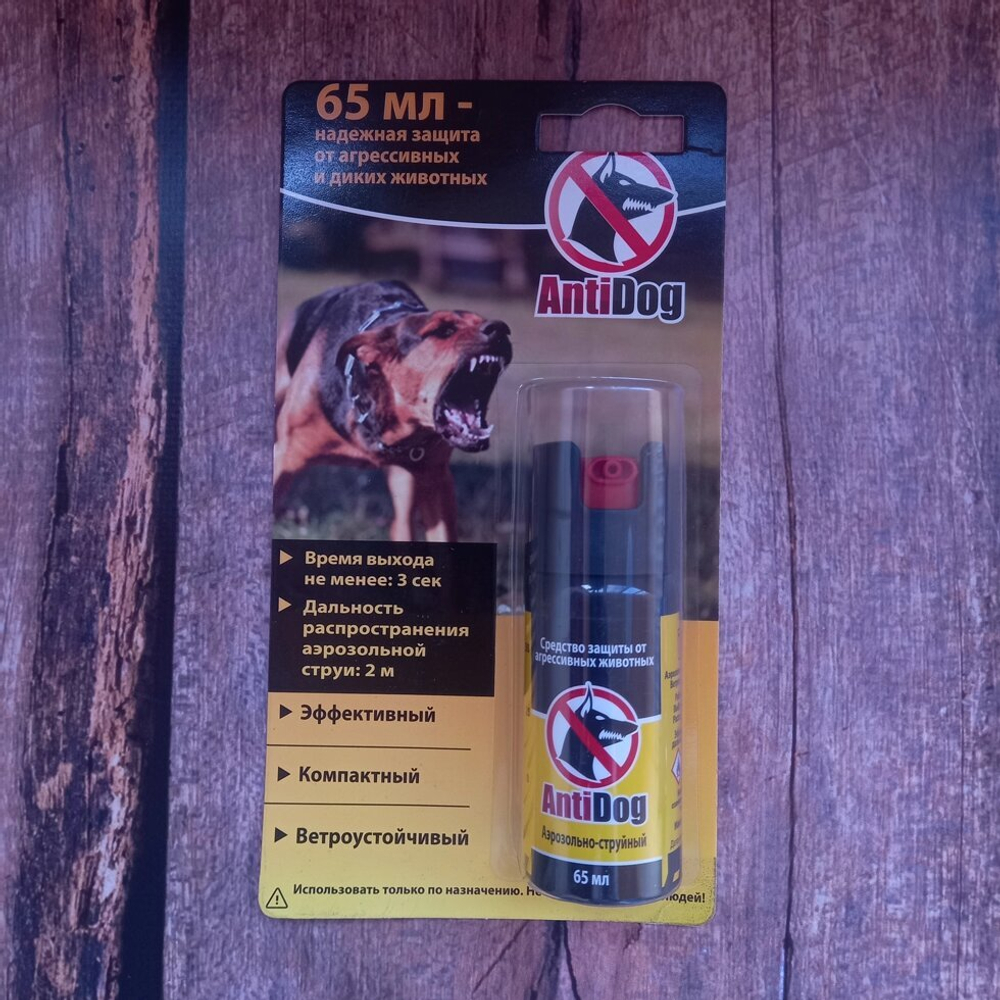 65 мл -
надежная защита
от агрессивных
и диких животных
AntiDog
Время выхода
не менее: 3 сек
Дальность
распространения
аэрозольной
струи: 2 м
Эффективный
Компактный
Ветроустойчивый
Использовать только по назначению.
людей!
Средство защиты от
агрессивных животных
AntiDog
Аэрозольно-струйный
65 мл